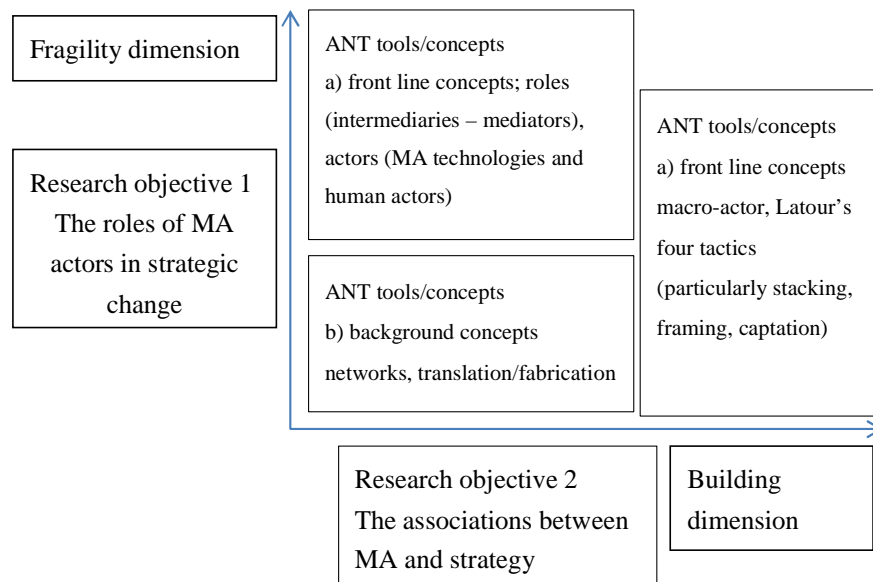 Fragility dimension
Research objective 1
The roles of MA
actors in strategic
change
ANT tools/concepts
a) front line concepts; roles
(intermediaries – mediators),
actors (MA technologies and
human actors)
ANT tools/concepts
b) background concepts
networks, translation/fabrication
ANT tools/concepts
a) front line concepts
macro-actor, Latour's
four tactics
(particularly stacking,
framing, captation)
Research objective 2
The associations between
MA and strategy
Building
dimension